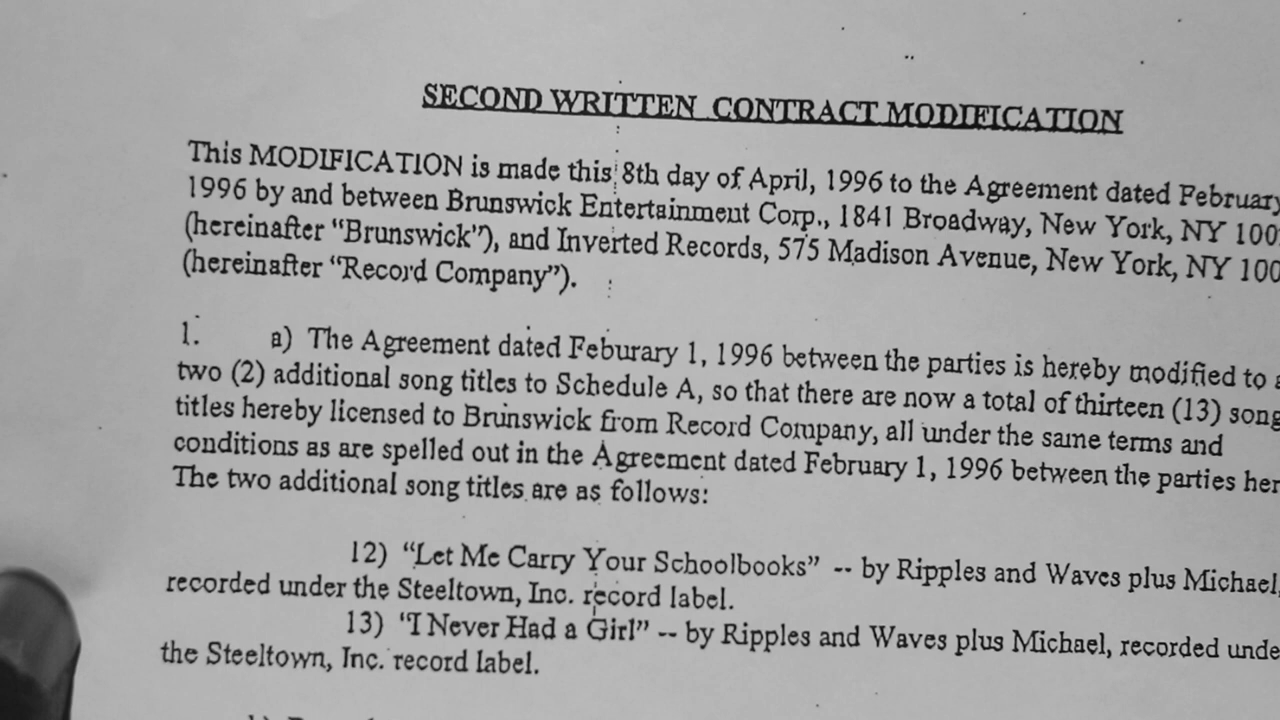 SECOND WRITTEN CONTRACT MODIFICATION
This MODIFICATION is made this 8th day of April, 1996 to the Agreement dated February
1996 by and between Brunswick Entertainment Corp., 1841 Broadway, New York, NY 100
(hereinafter “Brunswick”), and Inverted Records, 575 Madison Avenue, New York, NY 100
(hereinafter “Record Company”).
1. a) The Agreement dated Feburary 1, 1996 between the parties is hereby modified to
two (2) additional song titles to Schedule A, so that there are now a total of thirteen (13) song
titles hereby licensed to Brunswick from Record Company, all under the same terms and
conditions as are spelled out in the Agreement dated February 1, 1996 between the parties her
The two additional song titles are as follows:
12) “Let Me Carry Your Schoolbooks” -- by Ripples and Waves plus Michael,
recorded under the Steeltown, Inc. record label.
13) “I Never Had a Girl” -- by Ripples and Waves plus Michael, recorded unde
the Steeltown, Inc. record label.